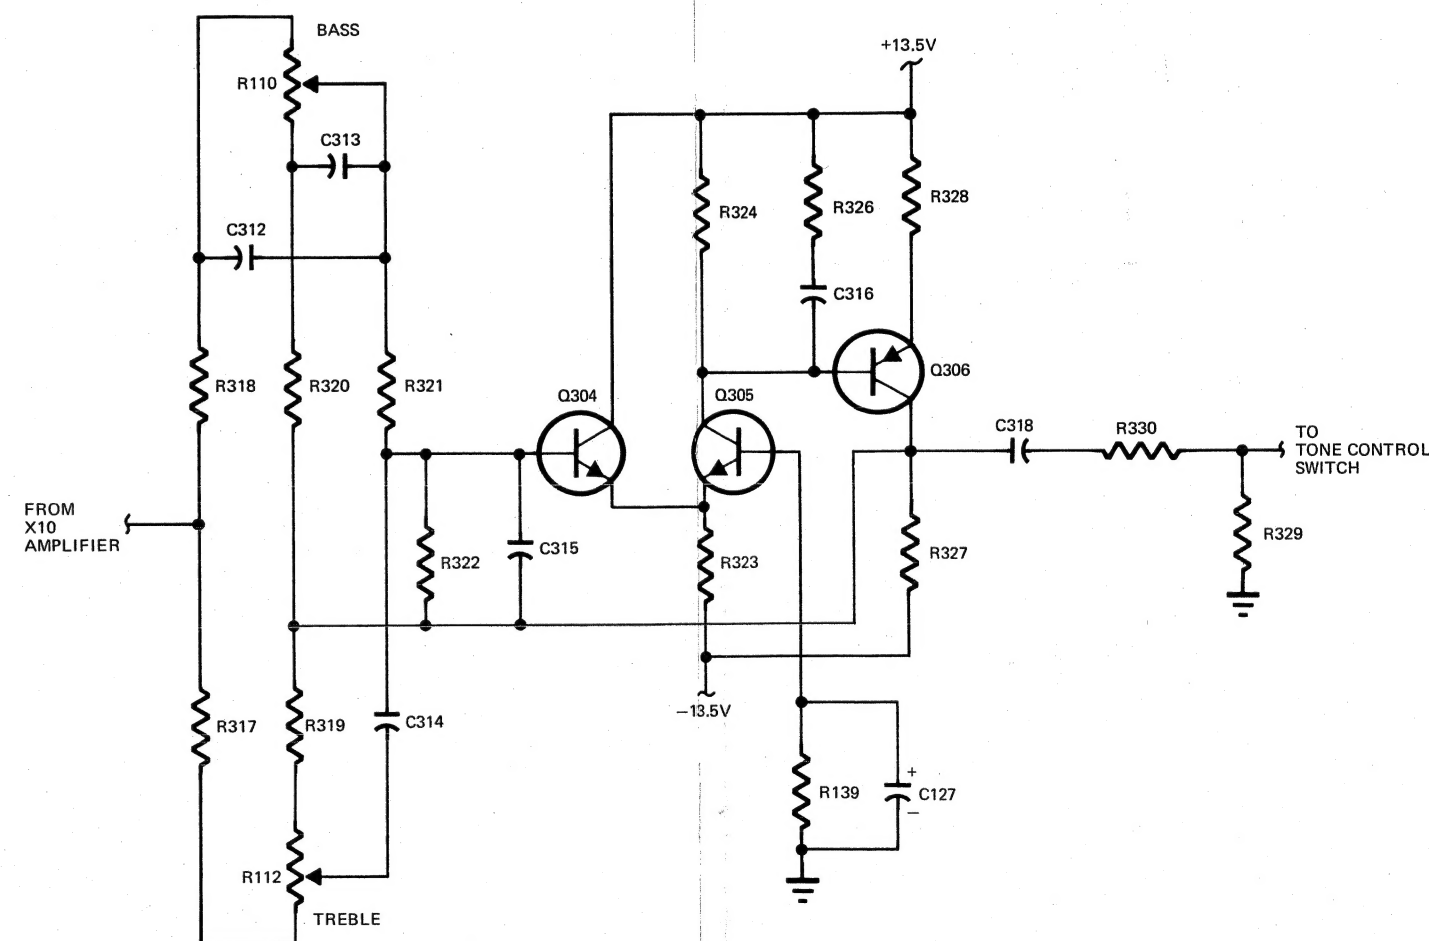 BASS
+13.5V
R110
C313
R324
R326
R328
C312
C316
R318
R320
R321
Q304
Q305
Q306
C318
R330
TO
TONE CONTROL
SWITCH
FROM
X10
AMPLIFIER
R322
C315
R323
R327
R329
R317
R319
C314
−13.5V
R139
+
C127
−
R112
TREBLE